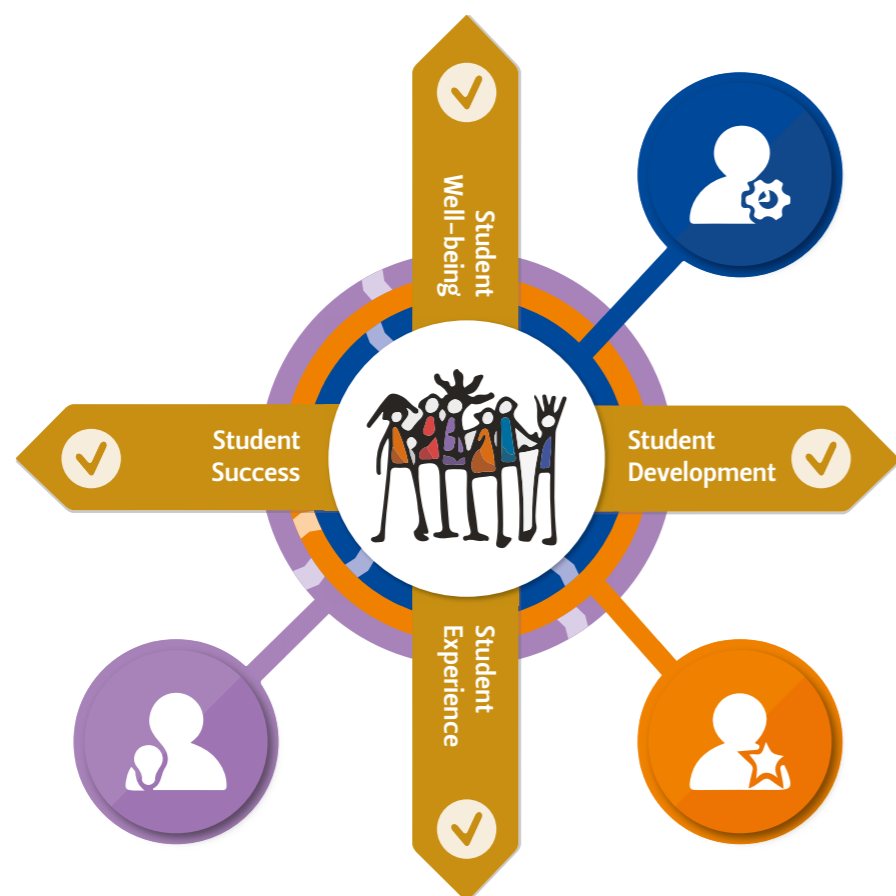 Student
Well-being
Student
Success
Student
Development
Student
Experience